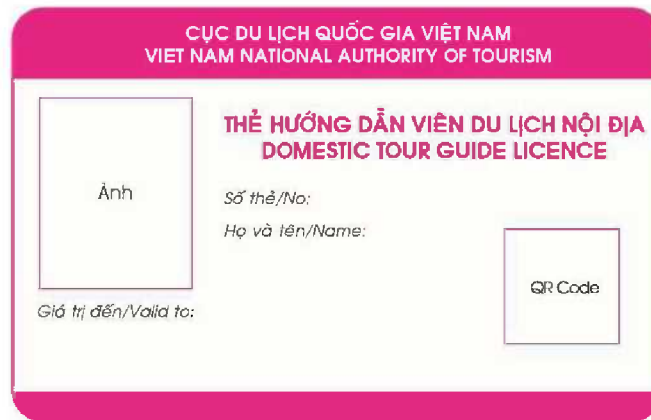 CỤC DU LỊCH QUỐC GIA VIỆT NAM
VIET NAM NATIONAL AUTHORITY OF TOURISM
THẺ HƯỚNG DẪN VIÊN DU LỊCH NỘI ĐỊA
DOMESTIC TOUR GUIDE LICENCE
Ảnh
Số thẻ/No:
Họ và tên/Name:
QR Code
Giá trị đến/Valid to: